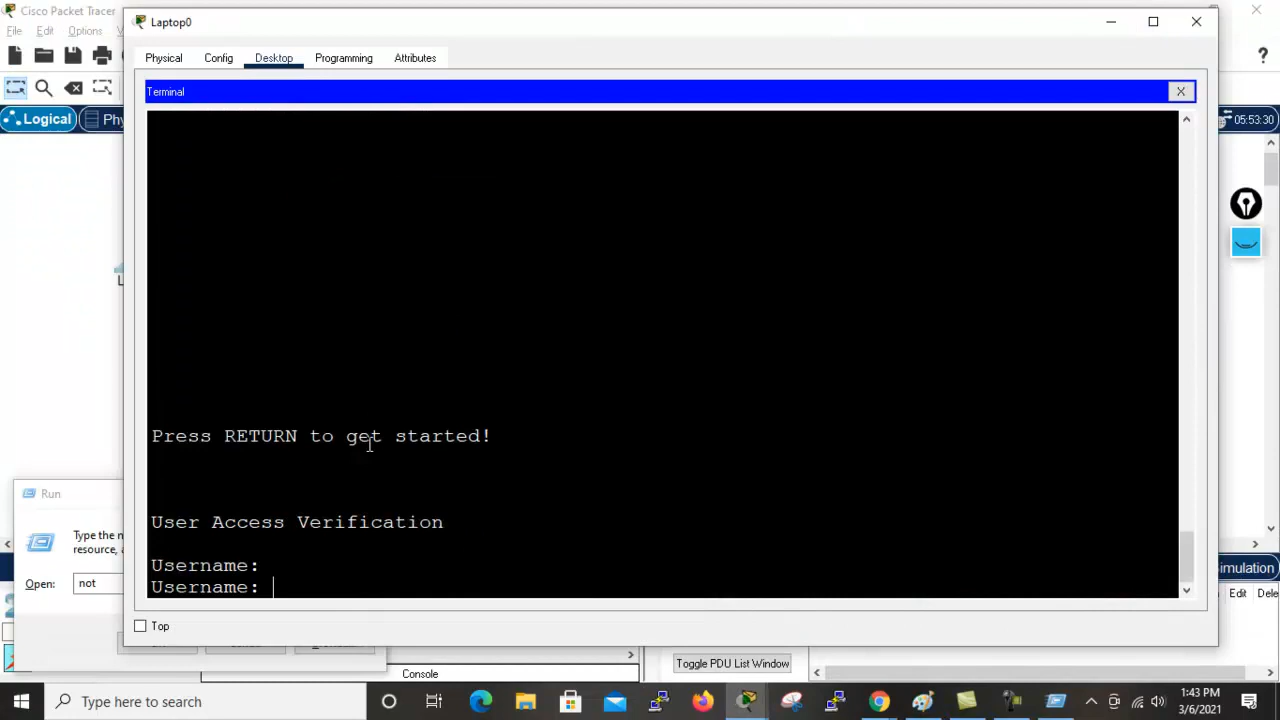 Cisco Packet Tracer
Laptop0
File Edit Options
Physical Config Desktop Programming Attributes
Terminal
X
Logical
05:53:30
Press RETURN to get started!
User Access Verification
Username:
Username:
Run
Type the n
resource, a
Open: not
imulation
Edit Dele
Top
Toggle PDU List Window
Console
Type here to search
1:43 PM
3/6/2021